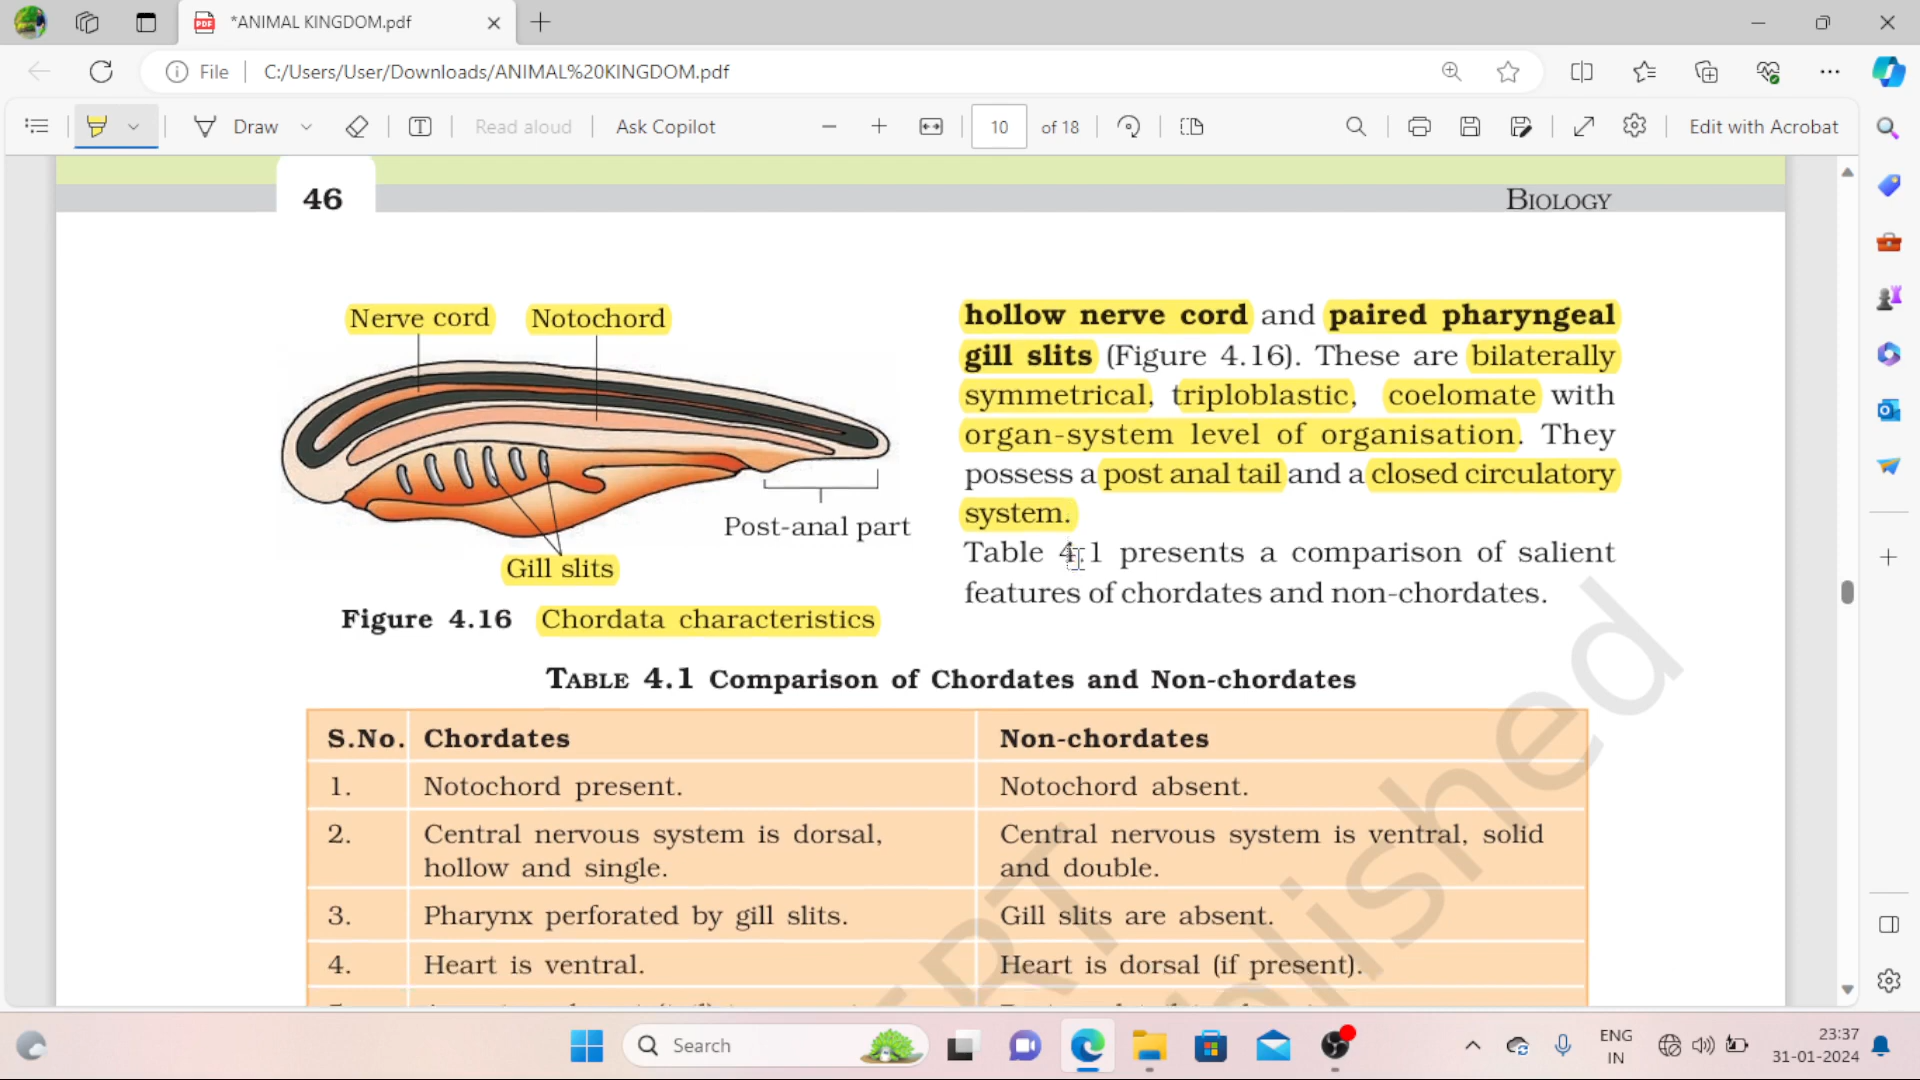 *ANIMAL KINGDOM.pdf
File
C:/Users/User/Downloads/ANIMAL%20KINGDOM.pdf
Draw
Read aloud
Ask Copilot
10
of 18
Edit with Acrobat
46
BIOLOGY
Nerve cord
Notochord
Gill slits
Post-anal part
Figure 4.16 Chordata characteristics
hollow nerve cord and paired pharyngeal
gill slits (Figure 4.16). These are bilaterally
symmetrical, triploblastic, coelomate with
organ-system level of organisation. They
possess a post anal tail and a closed circulatory
system.
Table 4.1 presents a comparison of salient
features of chordates and non-chordates.
TABLE 4.1 Comparison of Chordates and Non-chordates
S.No. Chordates Non-chordates
1. Notochord present. Notochord absent.
2. Central nervous system is dorsal, Central nervous system is ventral, solid
hollow and single. and double.
3. Pharynx perforated by gill slits. Gill slits are absent.
4. Heart is ventral. Heart is dorsal (if present).
Search
ENG
IN
23:37
31-01-2024